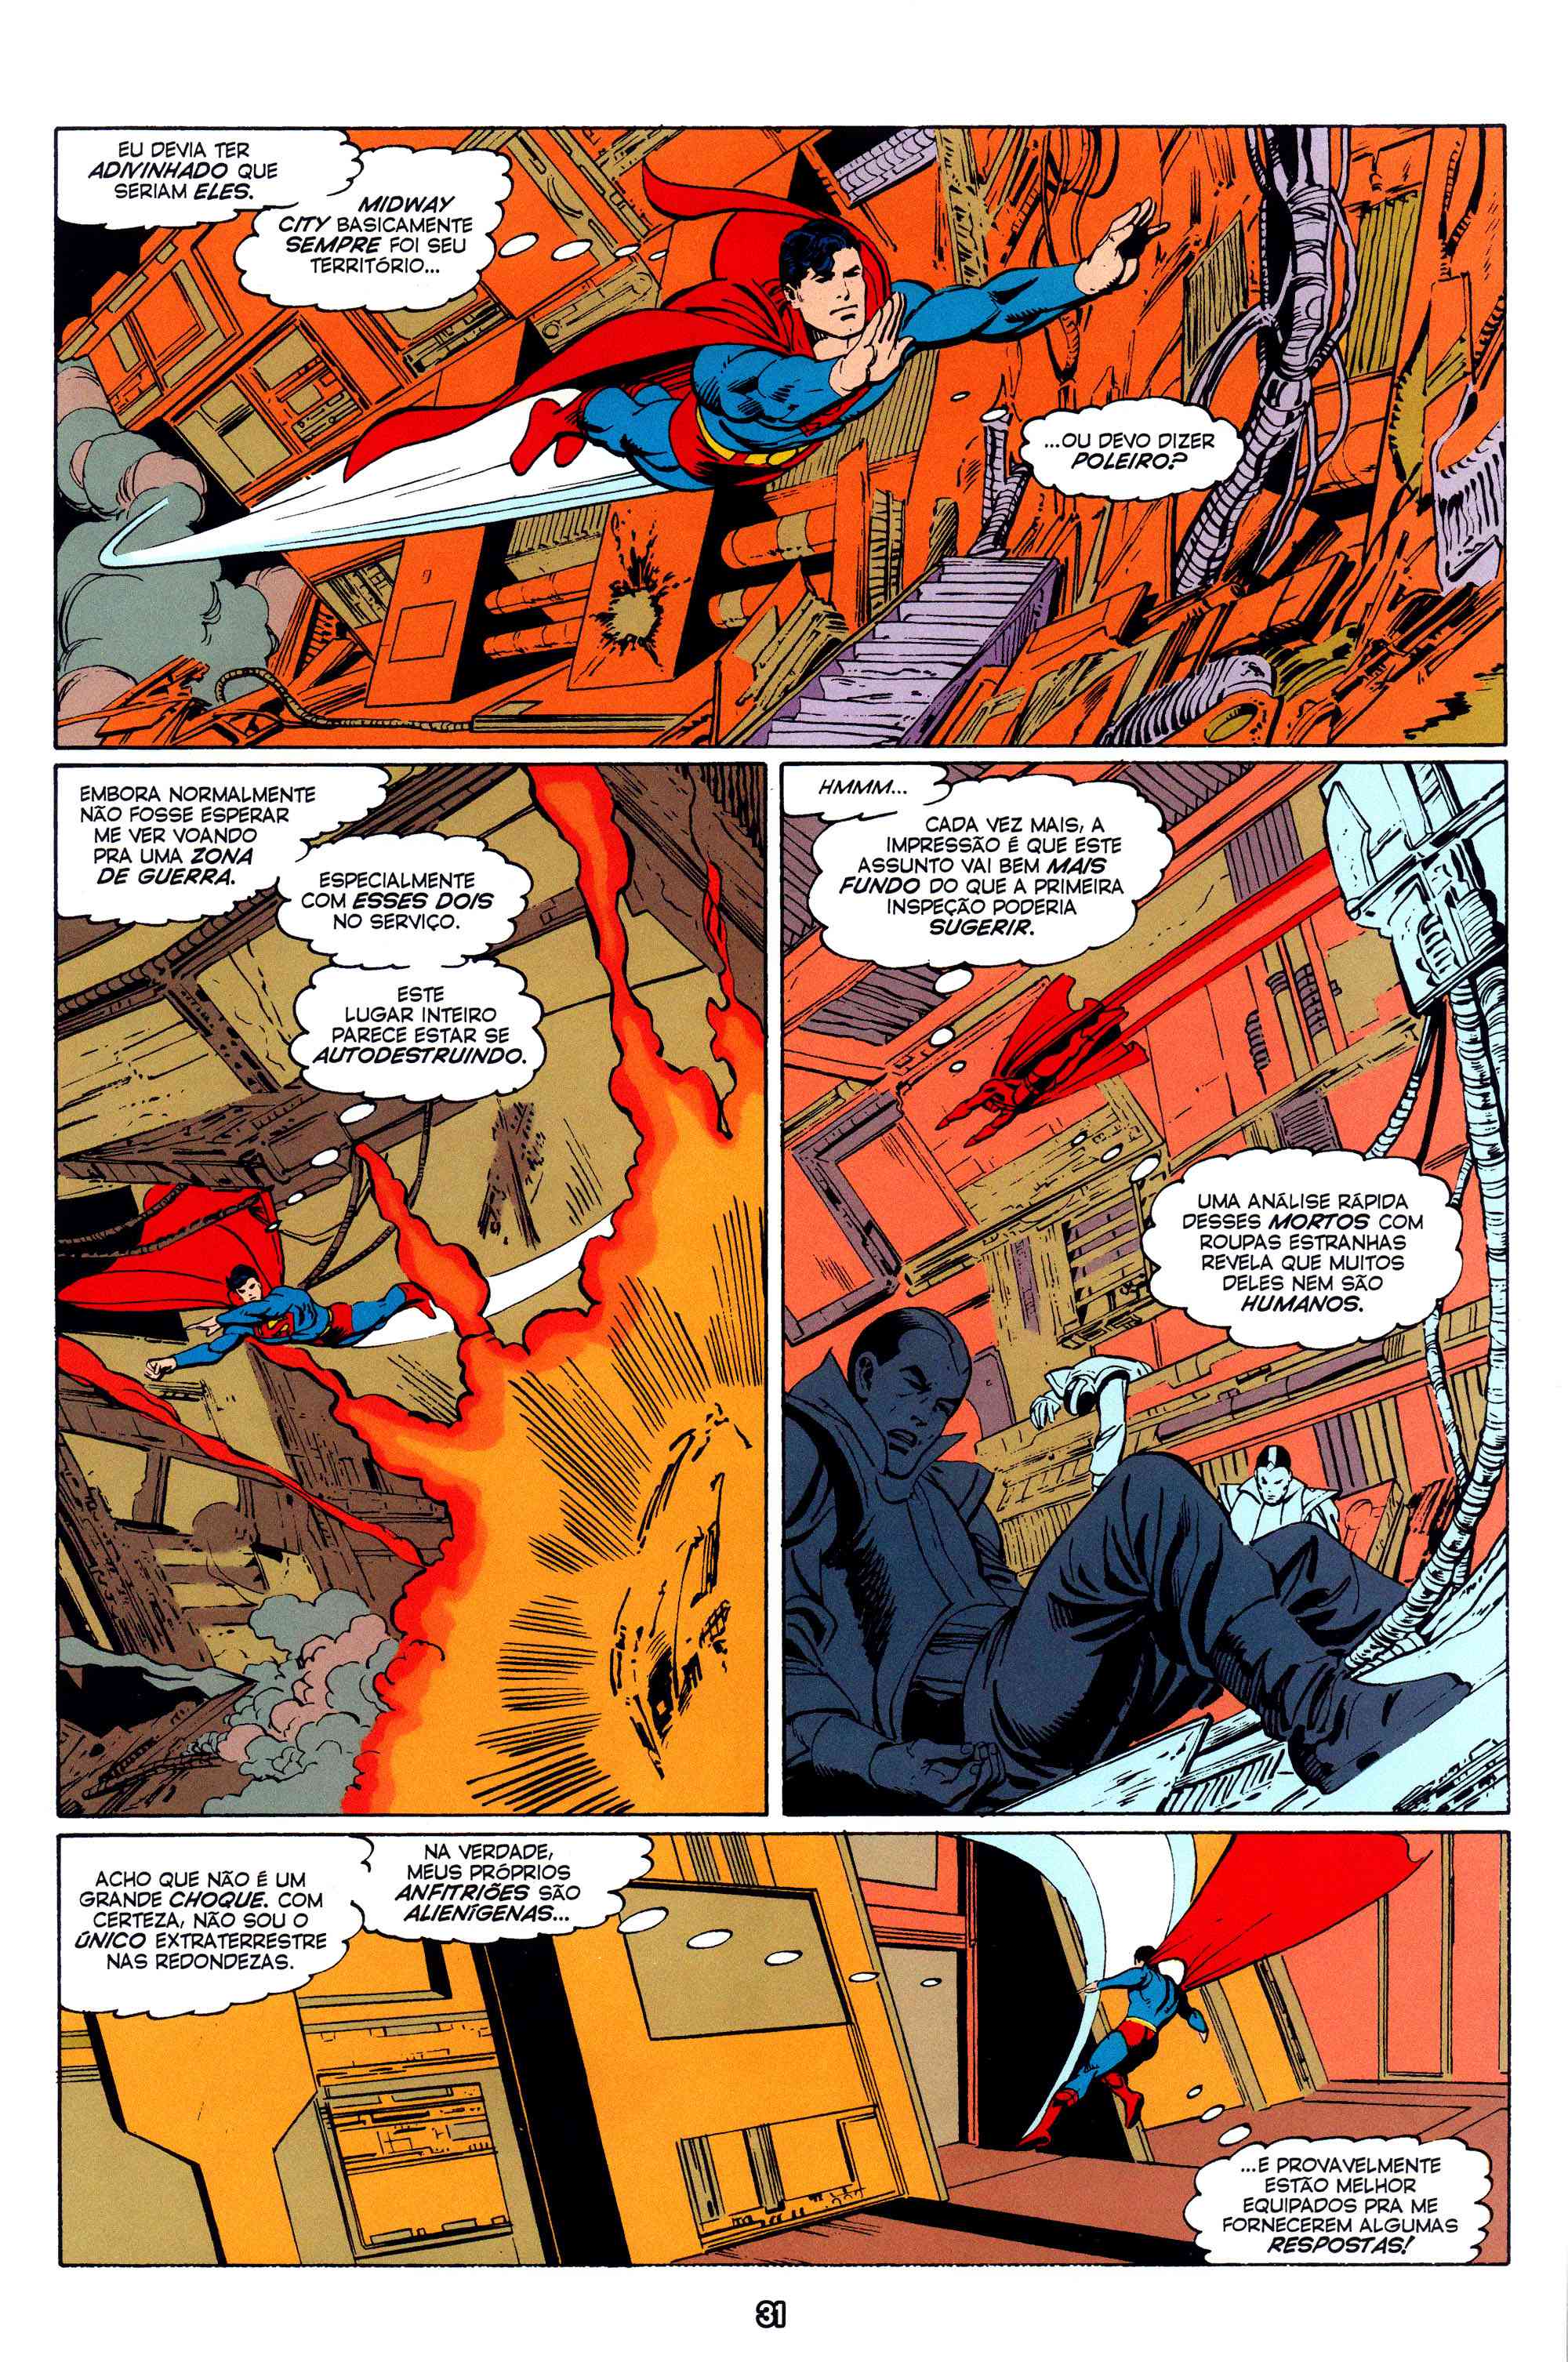 EU DEVIA TER
ADIVINHADO QUE
SERIAM ELES.
MIDWAY
CITY BASICAMENTE
SEMPRE FOI SEU
TERRITÓRIO...
...OU DEVO DIZER
POLEIRO?
EMBORA NORMALMENTE
NÃO FOSSE ESPERAR
ME VER VOANDO
PRA UMA ZONA
DE GUERRA.
ESPECIALMENTE
COM ESSES DOIS
NO SERVIÇO.
ESTE
LUGAR INTEIRO
PARECE ESTAR SE
AUTODESTRUINDO.
HMMM...
CADA VEZ MAIS, A
IMPRESSÃO É QUE ESTE
ASSUNTO VAI BEM MAIS
FUNDO DO QUE A PRIMEIRA
INSPEÇÃO PODERIA
SUGERIR.
UMA ANÁLISE RÁPIDA
DESSES MORTOS COM
ROUPAS ESTRANHAS
REVELA QUE MUITOS
DELES NEM SÃO
HUMANOS.
ACHO QUE NÃO É UM
GRANDE CHOQUE. COM
CERTEZA, NÃO SOU O
ÚNICO EXTRATERRESTRE
NAS REDONDEZAS.
NA VERDADE,
MEUS PRÓPRIOS
ANFITRIÕES SÃO
ALIENÍGENAS...
...E PROVAVELMENTE
ESTÃO MELHOR
EQUIPADOS PRA ME
FORNECEREM ALGUMAS
RESPOSTAS!
31